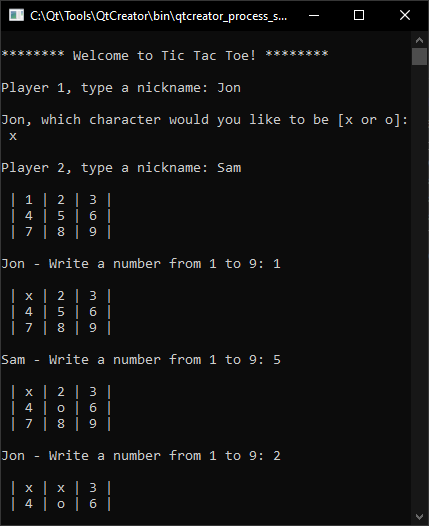 C:\Qt\Tools\QtCreator\bin\qtcreator_process_s...
******** Welcome to Tic Tac Toe! ********
Player 1, type a nickname: Jon
Jon, which character would you like to be [x or o]:
x
Player 2, type a nickname: Sam
| 1 | 2 | 3 |
| 4 | 5 | 6 |
| 7 | 8 | 9 |
Jon - Write a number from 1 to 9: 1
| x | 2 | 3 |
| 4 | 5 | 6 |
| 7 | 8 | 9 |
Sam - Write a number from 1 to 9: 5
| x | 2 | 3 |
| 4 | o | 6 |
| 7 | 8 | 9 |
Jon - Write a number from 1 to 9: 2
| x | x | 3 |
| 4 | o | 6 |